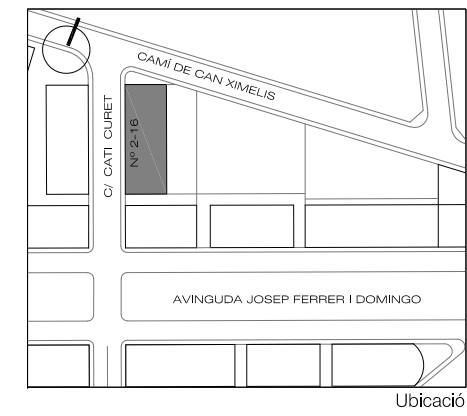 CAMÍ DE CAN XIMELIS
C/ CATI CURET
Nº 2-16
AVINGUDA JOSEP FERRER I DOMINGO
Ubicació